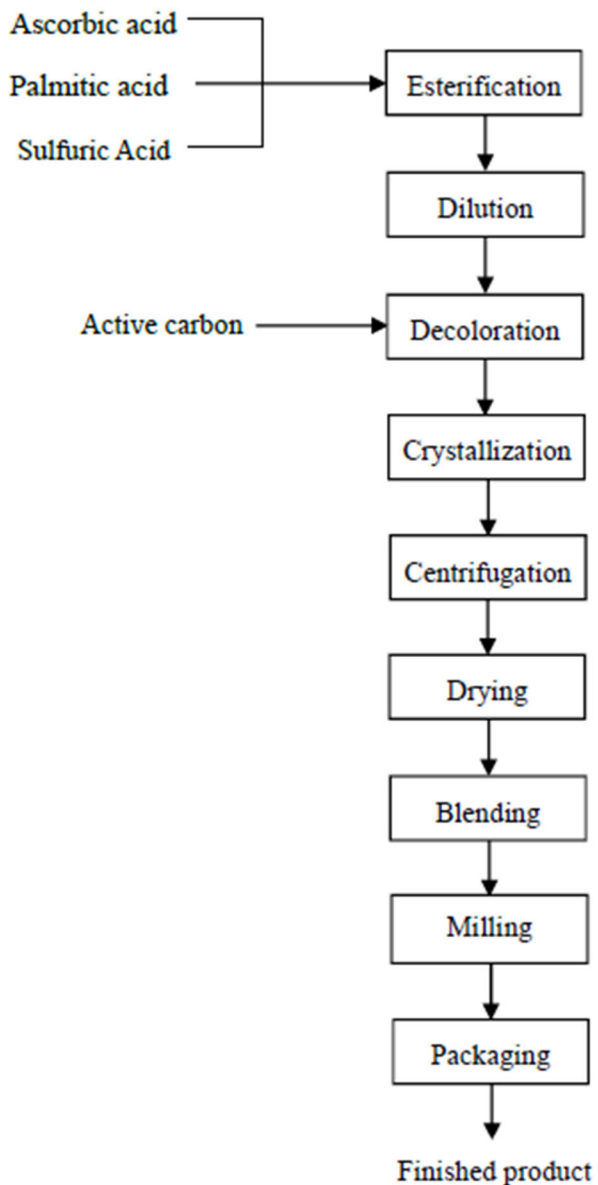 Ascorbic acid
Palmitic acid
Sulfuric Acid
Esterification
Dilution
Active carbon
Decoloration
Crystallization
Centrifugation
Drying
Blending
Milling
Packaging
Finished product